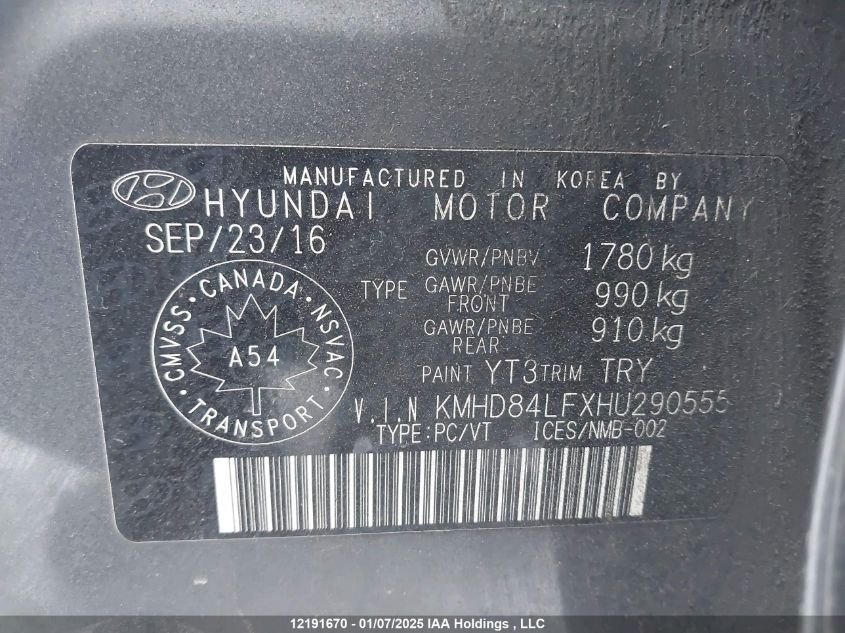 MANUFACTURED IN KOREA BY
HYUNDAI MOTOR COMPANY
SEP/23/16
GVWR/PNBV 1780 kg
TYPE GAWR/PNBE FRONT 990 kg
GAWR/PNBE REAR 910 kg
PAINT YT3 TRIM TRY
V.I.N KMHD84LFXHU290555
TYPE:PC/VT ICES/NMB-002
CMVSS · CANADA · NSVAC
A54
TRANSPORT
12191670 - 01/07/2025 IAA Holdings , LLC